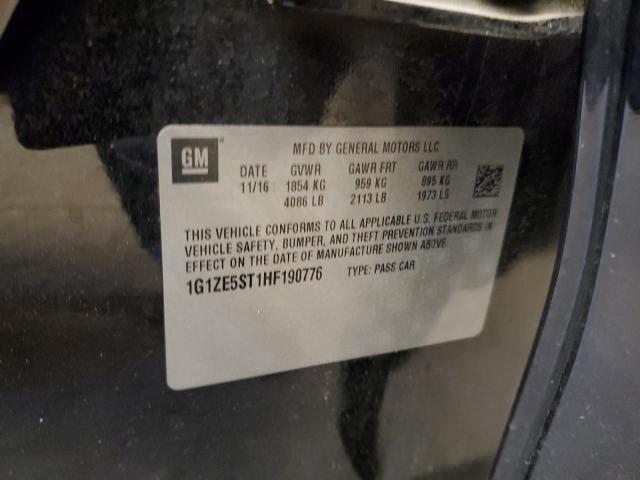 GM
MFD BY GENERAL MOTORS LLC
DATE GVWR GAWR FRT GAWR RR
11/16 1854 KG 959 KG 895 KG
4086 LB 2113 LB 1973 LB
THIS VEHICLE CONFORMS TO ALL APPLICABLE U.S. FEDERAL MOTOR
VEHICLE SAFETY, BUMPER, AND THEFT PREVENTION STANDARDS IN
EFFECT ON THE DATE OF MANUFACTURE SHOWN ABOVE.
1G1ZE5ST1HF190776 TYPE: PASS CAR